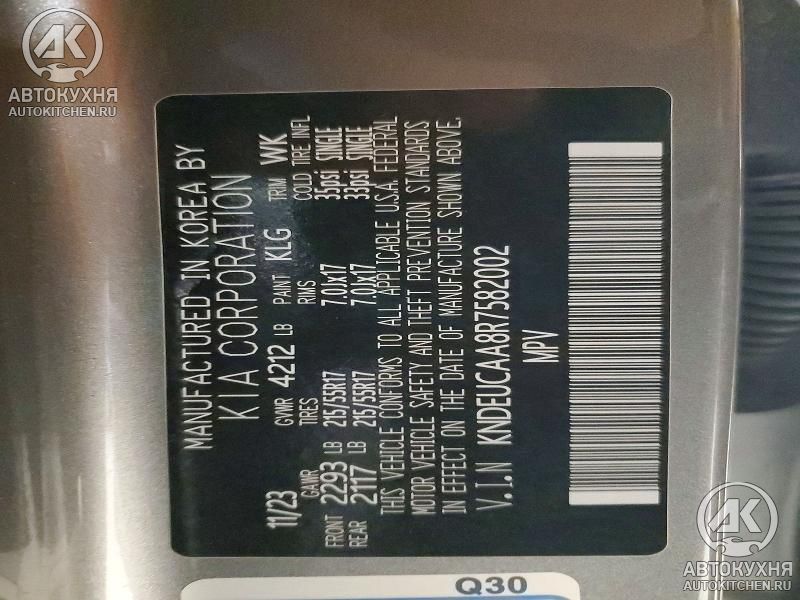 AK
АВТОКУХНЯ
AUTOKITCHEN.RU
MANUFACTURED IN KOREA BY
KIA CORPORATION
11/23 GVWR 4212 LB PAINT KLG TRIM WK
GAWR TIRES RIMS COLD TIRE INFL
FRONT 2293 LB 215/55R17 7.0Jx17 35psi SINGLE
REAR 2117 LB 215/55R17 7.0Jx17 33psi SINGLE
THIS VEHICLE CONFORMS TO ALL APPLICABLE U.S.A. FEDERAL
MOTOR VEHICLE SAFETY AND THEFT PREVENTION STANDARDS
IN EFFECT ON THE DATE OF MANUFACTURE SHOWN ABOVE.
V.I.N KNDEUCAA8R7582002
MPV
Q30
AK
АВТОКУХНЯ
AUTOKITCHEN.RU